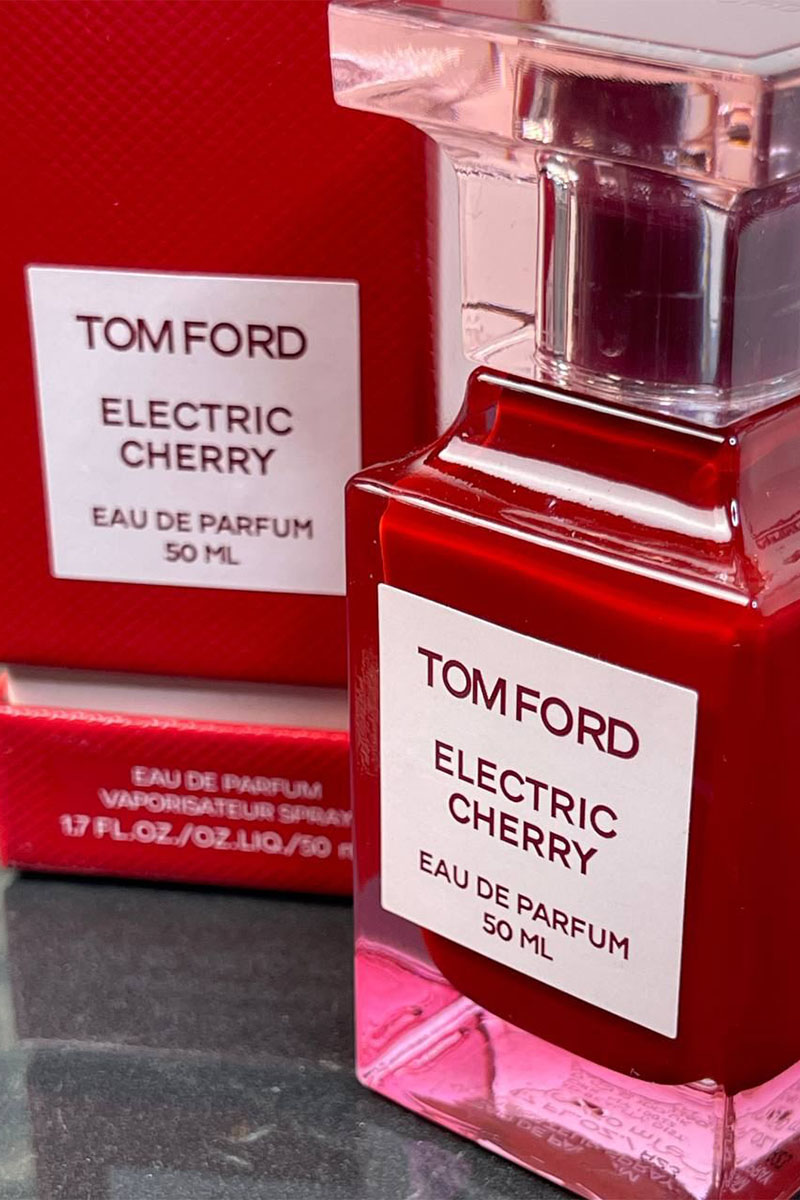 TOM FORD
ELECTRIC
CHERRY
EAU DE PARFUM
50 ML
EAU DE PARFUM
VAPORISATEUR SPRAY
1.7 FL.OZ./OZ.LIQ./50 m
TOM FORD
ELECTRIC
CHERRY
EAU DE PARFUM
50 ML